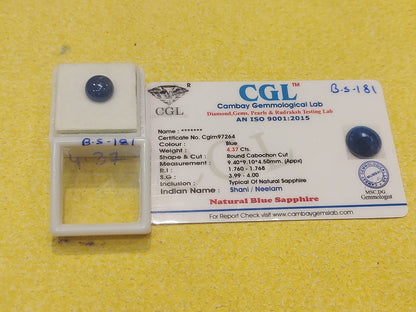 B-S-181
4.37
R
CGL
CGL™
B-S-181
Cambay Gemmological Lab
Diamond, Gems, Pearls & Rudraksh Testing Lab
AN ISO 9001:2015
Name : *******
Certificate No. Cglm97264
Colour : Blue
Weight : 4.37 Cts.
Shape & Cut : Round Cabochon Cut
Measurement : 9.40*9.10*4.50mm. (Appx)
R.I : 1.760 - 1.768
S.G : 3.99 - 4.00
Inclusion : Typical Of Natural Sapphire
Indian Name : Shani / Neelam
Natural Blue Sapphire
MSC.DG
Gemmologist
For Report Check visit - www.cambaygemslab.com